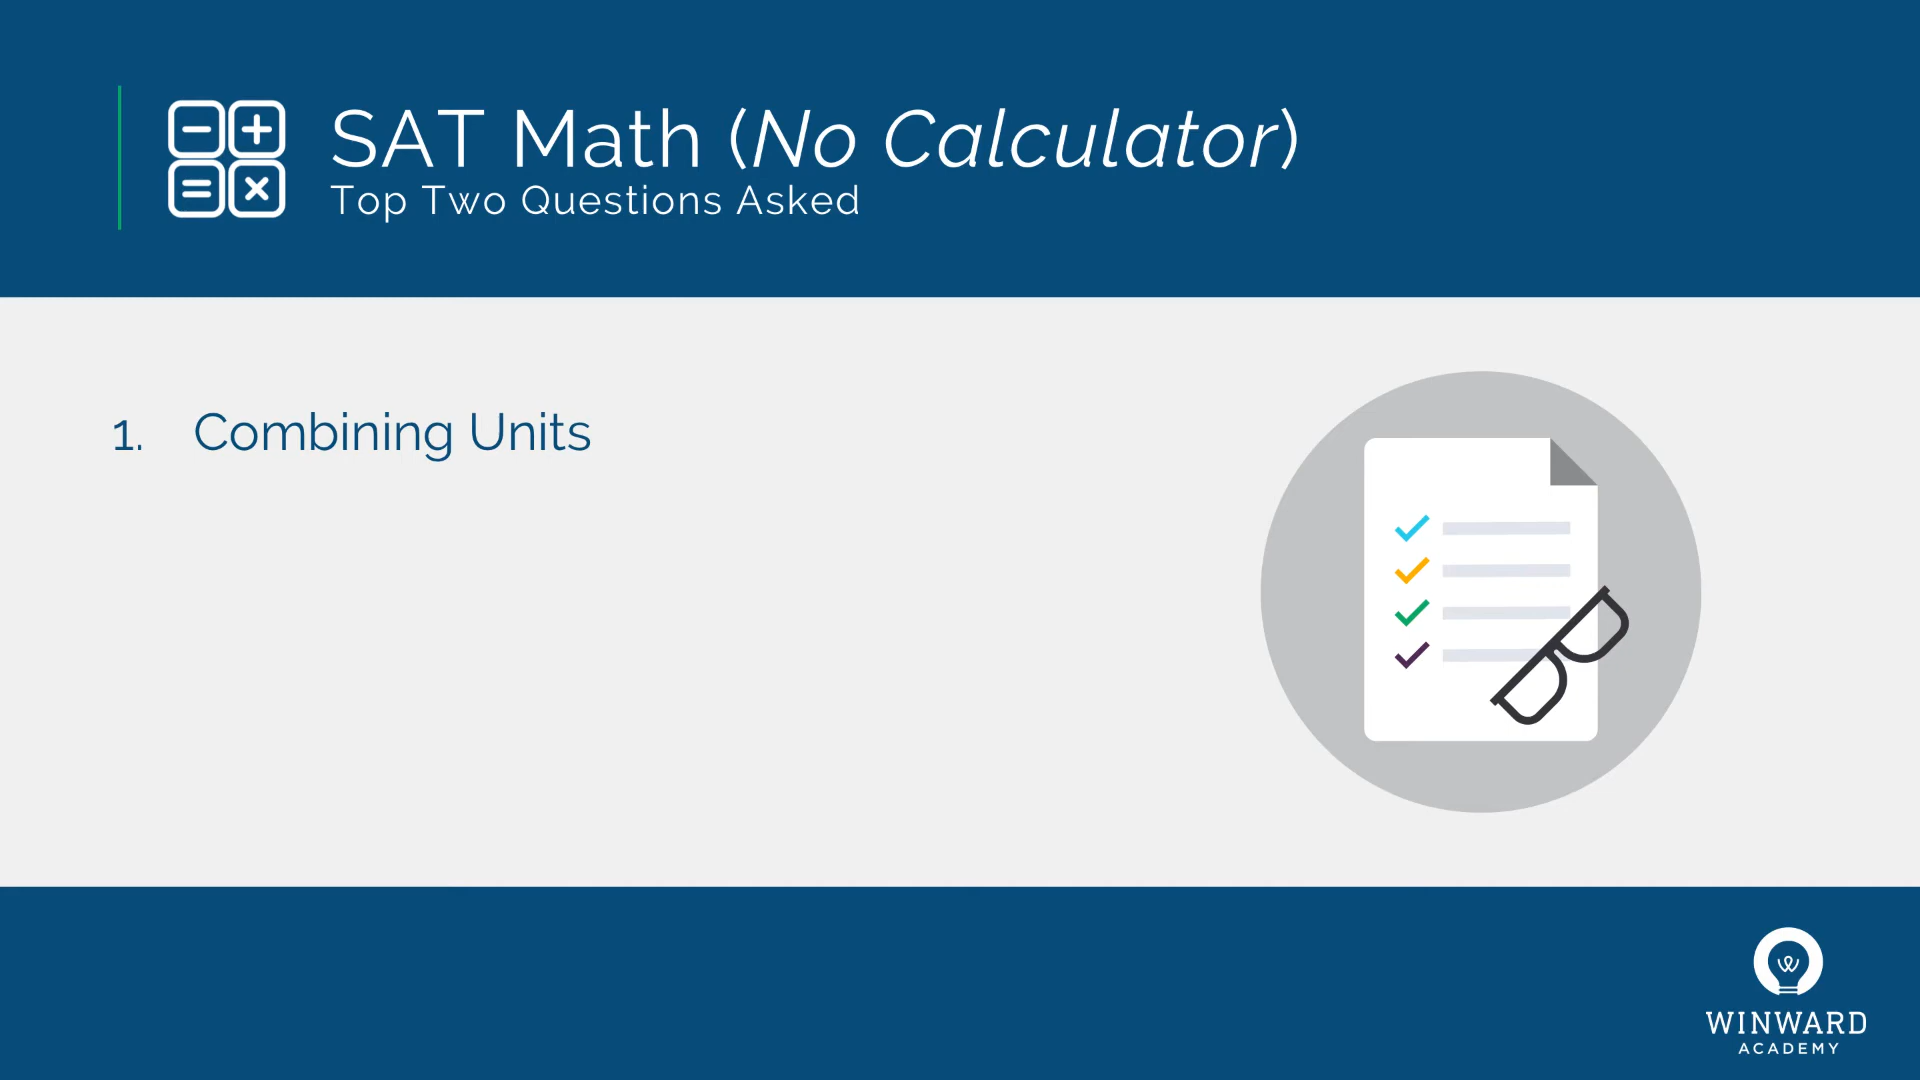 SAT Math (No Calculator)
Top Two Questions Asked
1. Combining Units
WINWARD
ACADEMY